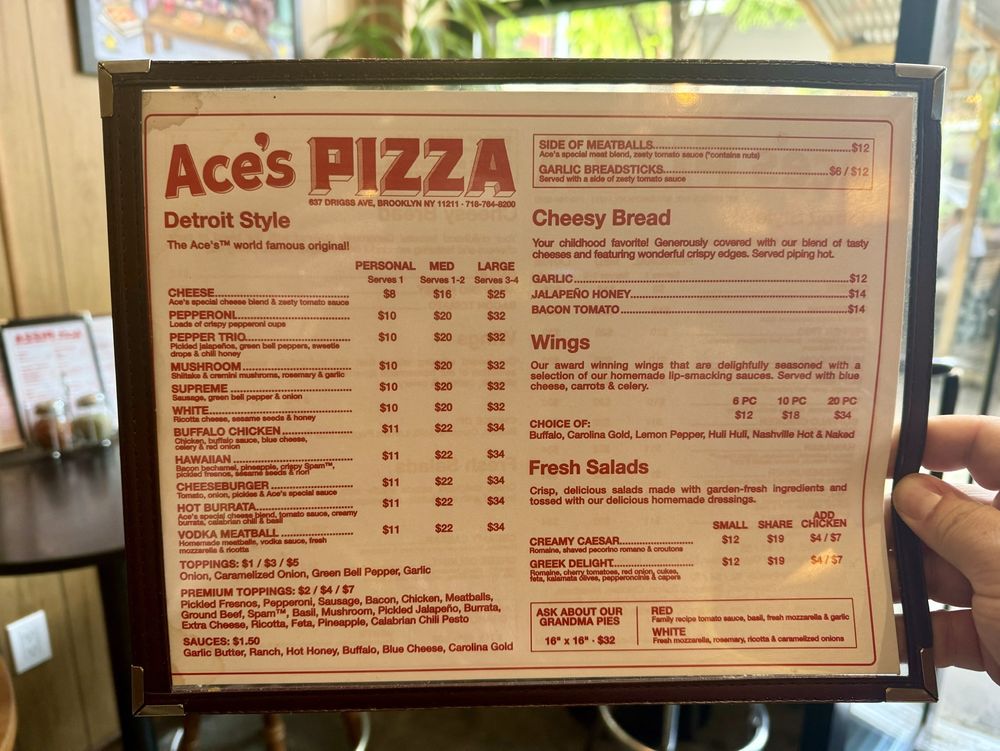 Ace's PIZZA
637 DRIGSS AVE, BROOKLYN NY 11211 - 718-764-8200
Detroit Style
The Ace's™ world famous original!
PERSONAL MED LARGE
Serves 1 Serves 1-2 Serves 3-4
CHEESE $8 $16 $25
Ace's special cheese blend & zesty tomato sauce
PEPPERONI $10 $20 $32
Loads of crispy pepperoni cups
PEPPER TRIO $10 $20 $32
Pickled jalapeños, green bell peppers, sweetie
drops & chili honey
MUSHROOM $10 $20 $32
Shiitake & cremini mushrooms, rosemary & garlic
SUPREME $10 $20 $32
Sausage, green bell pepper & onion
WHITE $10 $20 $32
Ricotta cheese, sesame seeds & honey
BUFFALO CHICKEN $11 $22 $34
Chicken, buffalo sauce, blue cheese,
celery & red onion
HAWAIIAN $11 $22 $34
Bacon bechamel, pineapple, crispy Spam™,
pickled fresnos, sesame seeds & nori
CHEESEBURGER $11 $22 $34
Tomato, onion, pickles & Ace's special sauce
HOT BURRATA $11 $22 $34
Ace's special cheese blend, tomato sauce, creamy
burrata, calabrian chili & basil
VODKA MEATBALL $11 $22 $34
Homemade meatballs, vodka sauce, fresh
mozzarella & ricotta
TOPPINGS: $1 / $3 / $5
Onion, Caramelized Onion, Green Bell Pepper, Garlic
PREMIUM TOPPINGS: $2 / $4 / $7
Pickled Fresnos, Pepperoni, Sausage, Bacon, Chicken, Meatballs,
Ground Beef, Spam™, Basil, Mushroom, Pickled Jalapeño, Burrata,
Extra Cheese, Ricotta, Feta, Pineapple, Calabrian Chili Pesto
SAUCES: $1.50
Garlic Butter, Ranch, Hot Honey, Buffalo, Blue Cheese, Carolina Gold
SIDE OF MEATBALLS $12
Ace's special meat blend, zesty tomato sauce (*contains nuts)
GARLIC BREADSTICKS $6 / $12
Served with a side of zesty tomato sauce
Cheesy Bread
Your childhood favorite! Generously covered with our blend of tasty
cheeses and featuring wonderful crispy edges. Served piping hot.
GARLIC $12
JALAPEÑO HONEY $14
BACON TOMATO $14
Wings
Our award winning wings that are delighfully seasoned with a
selection of our homemade lip-smacking sauces. Served with blue
cheese, carrots & celery.
6 PC 10 PC 20 PC
$12 $18 $34
CHOICE OF:
Buffalo, Carolina Gold, Lemon Pepper, Huli Huli, Nashville Hot & Naked
Fresh Salads
Crisp, delicious salads made with garden-fresh ingredients and
tossed with our delicious homemade dressings.
SMALL SHARE ADD CHICKEN
CREAMY CAESAR $12 $19 $4 / $7
Romaine, shaved pecorino romano & croutons
GREEK DELIGHT $12 $19 $4 / $7
Romaine, cherry tomatoes, red onion, cukes,
feta, kalamata olives, pepperoncinis & capers
ASK ABOUT OUR
GRANDMA PIES
16" x 16" - $32
RED
Family recipe tomato sauce, basil, fresh mozzarella & garlic
WHITE
Fresh mozzarella, rosemary, ricotta & caramelized onions